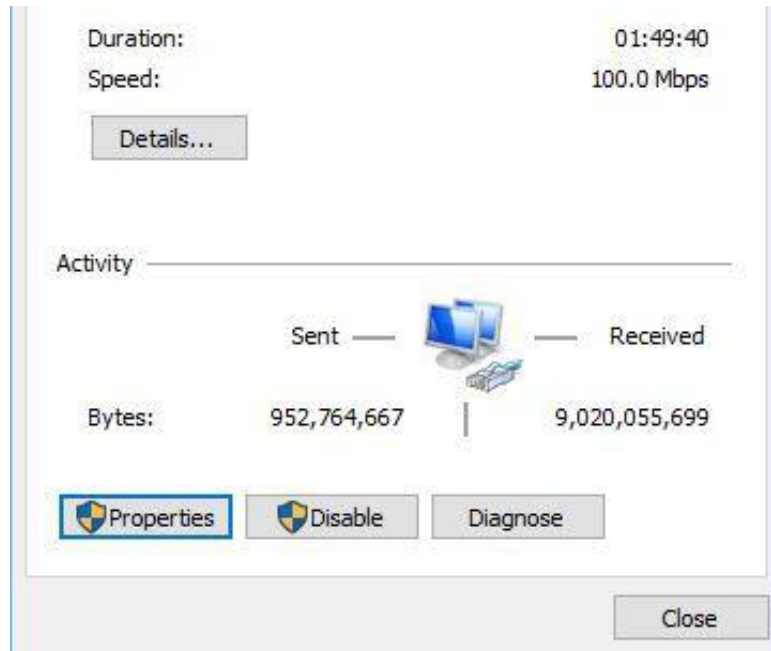 Duration: 01:49:40
Speed: 100.0 Mbps
Details...
Activity
Sent Received
Bytes: 952,764,667 9,020,055,699
Properties Disable Diagnose
Close